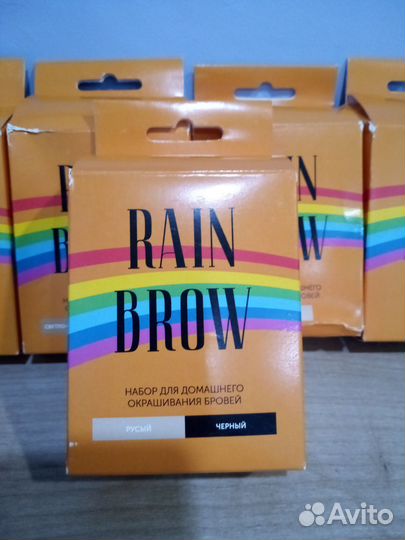 RAIN
BROW
НАБОР ДЛЯ ДОМАШНЕГО
ОКРАШИВАНИЯ БРОВЕЙ
РУСЫЙ ЧЕРНЫЙ
Avito